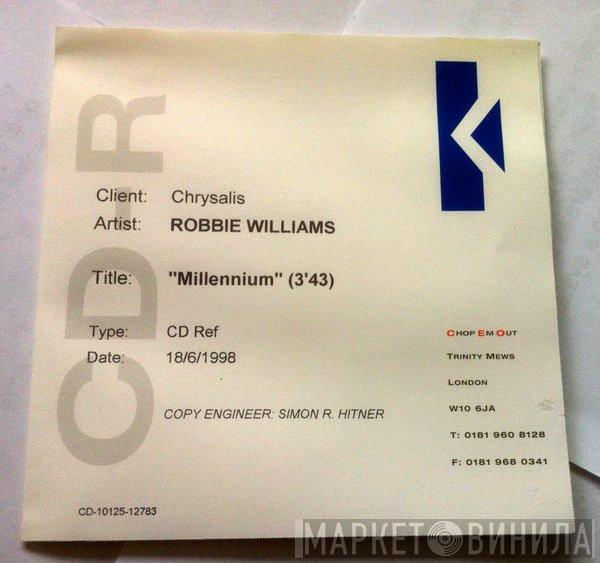 CD-R
Client: Chrysalis
Artist: ROBBIE WILLIAMS
Title: "Millennium" (3'43)
Type: CD Ref
Date: 18/6/1998
COPY ENGINEER: SIMON R. HITNER
CHOP EM OUT
TRINITY MEWS
LONDON
W10 6JA
T: 0181 960 8128
F: 0181 968 0341
CD-10125-12783
МАРКЕТ ВИНИЛА